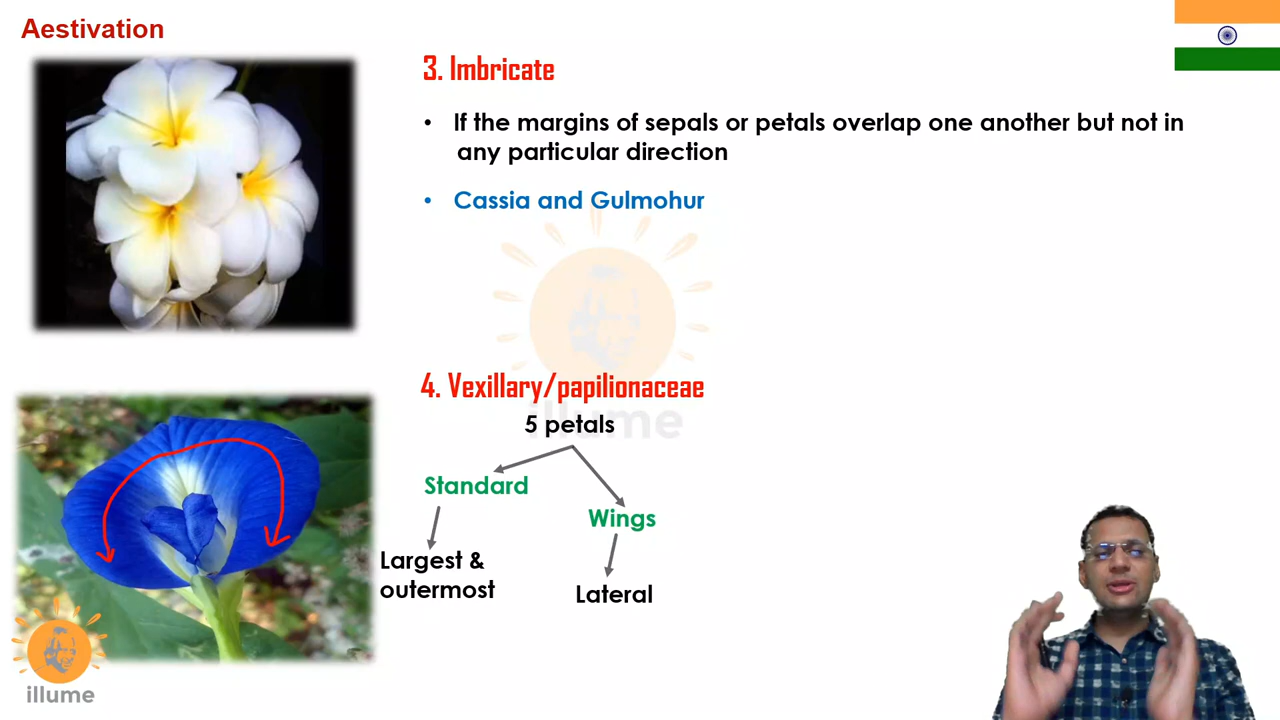 Aestivation
3. Imbricate
• If the margins of sepals or petals overlap one another but not in
any particular direction
• Cassia and Gulmohur
4. Vexillary/papilionaceae
5 petals
Standard
Wings
Largest &
outermost
Lateral
illume
illume